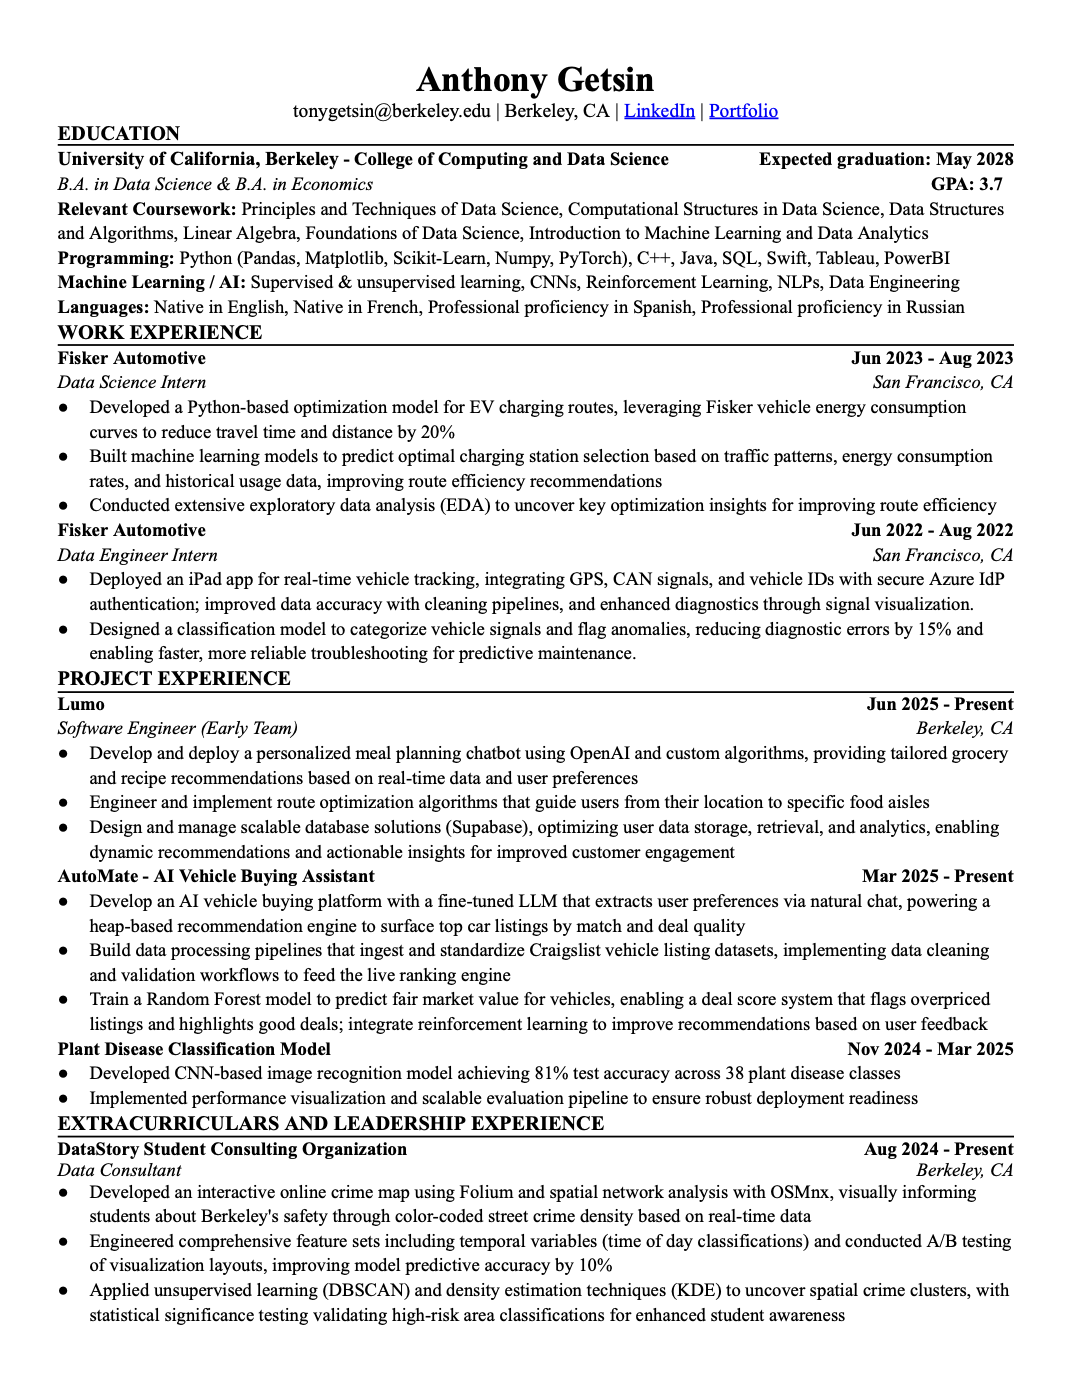 Anthony Getsin
tonygetsin@berkeley.edu | Berkeley, CA | LinkedIn | Portfolio
EDUCATION
University of California, Berkeley - College of Computing and Data Science Expected graduation: May 2028
B.A. in Data Science & B.A. in Economics GPA: 3.7
Relevant Coursework: Principles and Techniques of Data Science, Computational Structures in Data Science, Data Structures
and Algorithms, Linear Algebra, Foundations of Data Science, Introduction to Machine Learning and Data Analytics
Programming: Python (Pandas, Matplotlib, Scikit-Learn, Numpy, PyTorch), C++, Java, SQL, Swift, Tableau, PowerBI
Machine Learning / AI: Supervised & unsupervised learning, CNNs, Reinforcement Learning, NLPs, Data Engineering
Languages: Native in English, Native in French, Professional proficiency in Spanish, Professional proficiency in Russian
WORK EXPERIENCE
Fisker Automotive Jun 2023 - Aug 2023
Data Science Intern San Francisco, CA
● Developed a Python-based optimization model for EV charging routes, leveraging Fisker vehicle energy consumption
curves to reduce travel time and distance by 20%
● Built machine learning models to predict optimal charging station selection based on traffic patterns, energy consumption
rates, and historical usage data, improving route efficiency recommendations
● Conducted extensive exploratory data analysis (EDA) to uncover key optimization insights for improving route efficiency
Fisker Automotive Jun 2022 - Aug 2022
Data Engineer Intern San Francisco, CA
● Deployed an iPad app for real-time vehicle tracking, integrating GPS, CAN signals, and vehicle IDs with secure Azure IdP
authentication; improved data accuracy with cleaning pipelines, and enhanced diagnostics through signal visualization.
● Designed a classification model to categorize vehicle signals and flag anomalies, reducing diagnostic errors by 15% and
enabling faster, more reliable troubleshooting for predictive maintenance.
PROJECT EXPERIENCE
Lumo Jun 2025 - Present
Software Engineer (Early Team) Berkeley, CA
● Develop and deploy a personalized meal planning chatbot using OpenAI and custom algorithms, providing tailored grocery
and recipe recommendations based on real-time data and user preferences
● Engineer and implement route optimization algorithms that guide users from their location to specific food aisles
● Design and manage scalable database solutions (Supabase), optimizing user data storage, retrieval, and analytics, enabling
dynamic recommendations and actionable insights for improved customer engagement
AutoMate - AI Vehicle Buying Assistant Mar 2025 - Present
● Develop an AI vehicle buying platform with a fine-tuned LLM that extracts user preferences via natural chat, powering a
heap-based recommendation engine to surface top car listings by match and deal quality
● Build data processing pipelines that ingest and standardize Craigslist vehicle listing datasets, implementing data cleaning
and validation workflows to feed the live ranking engine
● Train a Random Forest model to predict fair market value for vehicles, enabling a deal score system that flags overpriced
listings and highlights good deals; integrate reinforcement learning to improve recommendations based on user feedback
Plant Disease Classification Model Nov 2024 - Mar 2025
● Developed CNN-based image recognition model achieving 81% test accuracy across 38 plant disease classes
● Implemented performance visualization and scalable evaluation pipeline to ensure robust deployment readiness
EXTRACURRICULARS AND LEADERSHIP EXPERIENCE
DataStory Student Consulting Organization Aug 2024 - Present
Data Consultant Berkeley, CA
● Developed an interactive online crime map using Folium and spatial network analysis with OSMnx, visually informing
students about Berkeley's safety through color-coded street crime density based on real-time data
● Engineered comprehensive feature sets including temporal variables (time of day classifications) and conducted A/B testing
of visualization layouts, improving model predictive accuracy by 10%
● Applied unsupervised learning (DBSCAN) and density estimation techniques (KDE) to uncover spatial crime clusters, with
statistical significance testing validating high-risk area classifications for enhanced student awareness